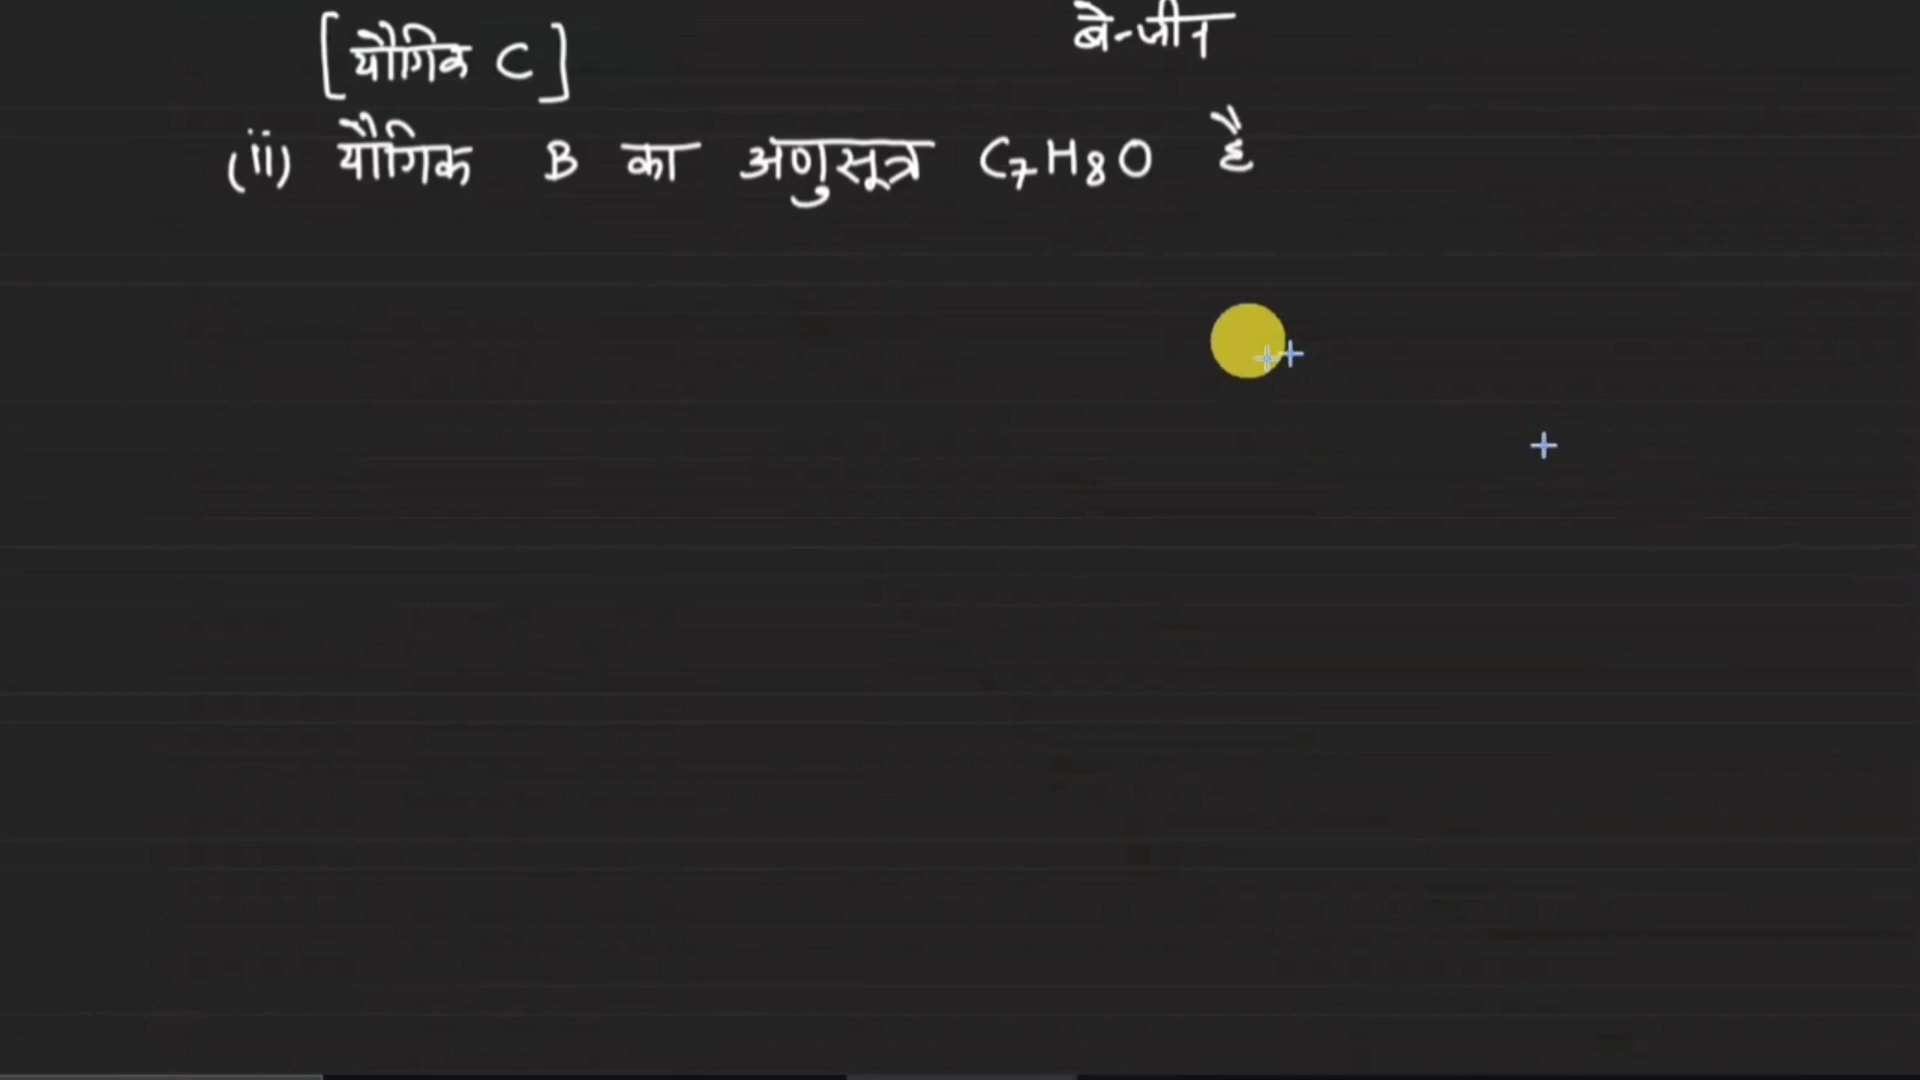 बेन्जीन
[यौगिक C]
(ii) यौगिक B का अणुसूत्र C₇H₈O है